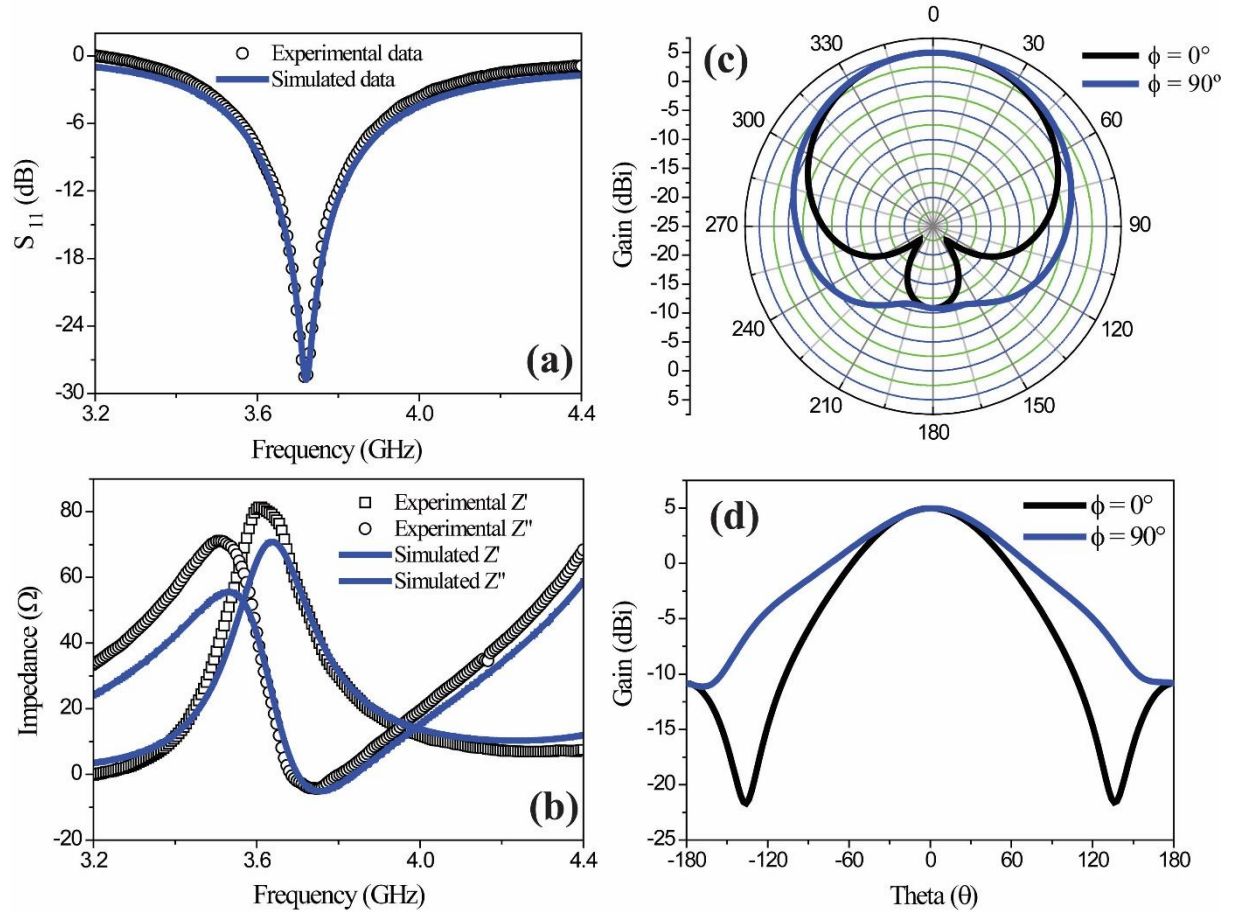 0
-6
-12
-18
-24
-30
S 11 (dB)
Experimental data
Simulated data
(a)
3.2 3.6 4.0 4.4
Frequency (GHz)
(c)
ϕ = 0°
ϕ = 90°
0
30
60
90
120
150
180
210
240
270
300
330
5
0
-5
-10
-15
-20
-25
-20
-15
-10
-5
0
5
Gain (dBi)
80
60
40
20
0
-20
Impedance (Ω)
Experimental Z'
Experimental Z"
Simulated Z'
Simulated Z"
(b)
3.2 3.6 4.0 4.4
Frequency (GHz)
5
0
-5
-10
-15
-20
-25
Gain (dBi)
(d)
ϕ = 0°
ϕ = 90°
-180 -120 -60 0 60 120 180
Theta (θ)